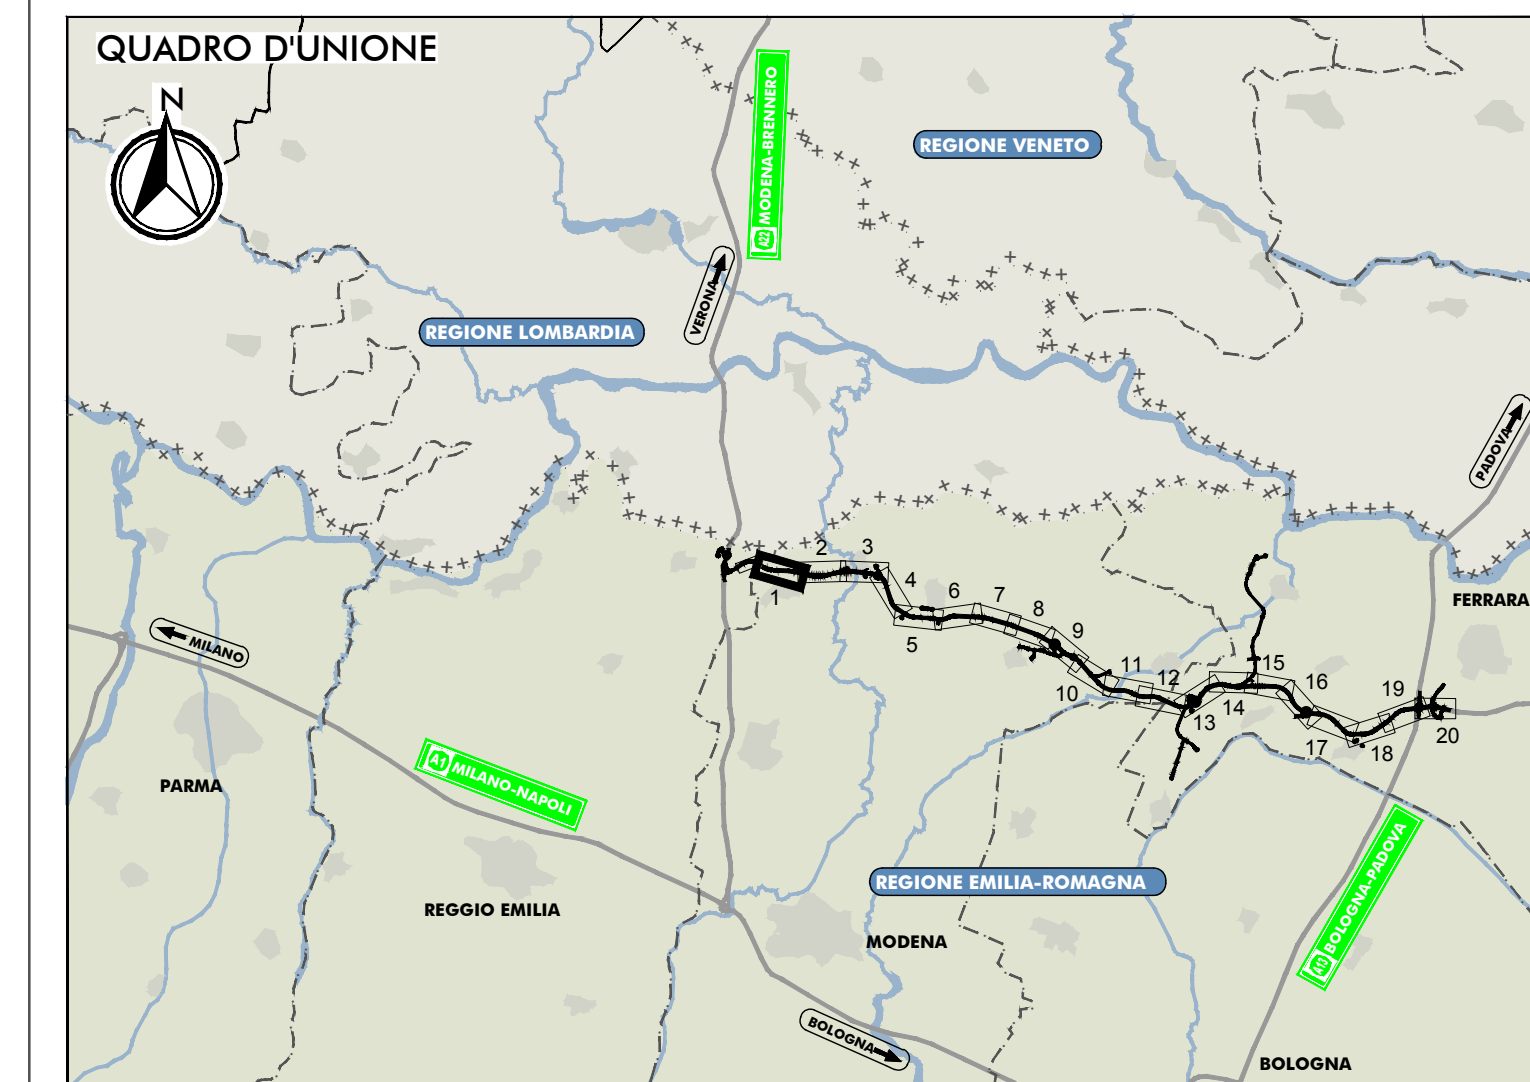 QUADRO D'UNIONE
N
A22 MODENA-BRENNERO
REGIONE VENETO
VERONA
REGIONE LOMBARDIA
PADOVA
2
3
1
4
6
7
8
5
9
FERRARA
MILANO
10
11
12
15
16
13
14
19
17
18
20
PARMA
A1 MILANO-NAPOLI
REGIONE EMILIA-ROMAGNA
A13 BOLOGNA-PADOVA
REGGIO EMILIA
MODENA
BOLOGNA
BOLOGNA